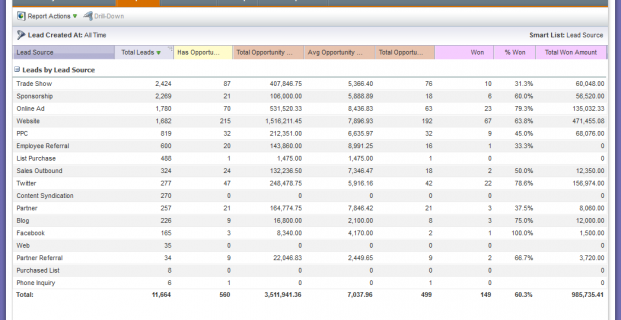 Report Actions Drill-Down
Lead Created At: All Time Smart List: Lead Source
Lead Source Total Leads Has Opportu... Total Opportunity ... Avg Opportunity ... Total Opportu... Won % Won Total Won Amount
Leads by Lead Source
Trade Show 2,424 87 407,846.75 5,366.40 76 10 31.3% 60,048.00
Sponsorship 2,269 21 106,000.00 5,888.89 18 6 60.0% 56,520.00
Online Ad 1,780 70 531,520.33 8,436.83 63 23 79.3% 135,032.33
Website 1,682 215 1,516,211.45 7,896.93 192 67 63.8% 471,455.08
PPC 819 32 212,351.00 6,635.97 32 9 45.0% 68,076.00
Employee Referral 600 20 143,860.00 8,991.25 16 1 33.3% 0
List Purchase 488 1 1,475.00 1,475.00 1 0 0
Sales Outbound 324 24 132,236.50 7,346.47 18 2 50.0% 12,350.00
Twitter 277 47 248,478.75 5,916.16 42 22 78.6% 156,974.00
Content Syndication 270 0 0 0 0 0 0
Partner 257 21 164,774.75 7,846.42 21 3 37.5% 8,060.00
Blog 226 9 16,800.00 2,100.00 8 3 75.0% 12,000.00
Facebook 165 3 8,340.00 4,170.00 2 1 100.0% 1,500.00
Web 35 0 0 0 0 0 0
Partner Referral 34 9 22,046.83 2,449.65 9 2 66.7% 3,720.00
Purchased List 8 0 0 0 0 0 0
Phone Inquiry 6 1 0 1 0 0
Total: 11,664 560 3,511,941.36 7,037.96 499 149 60.3% 985,735.41